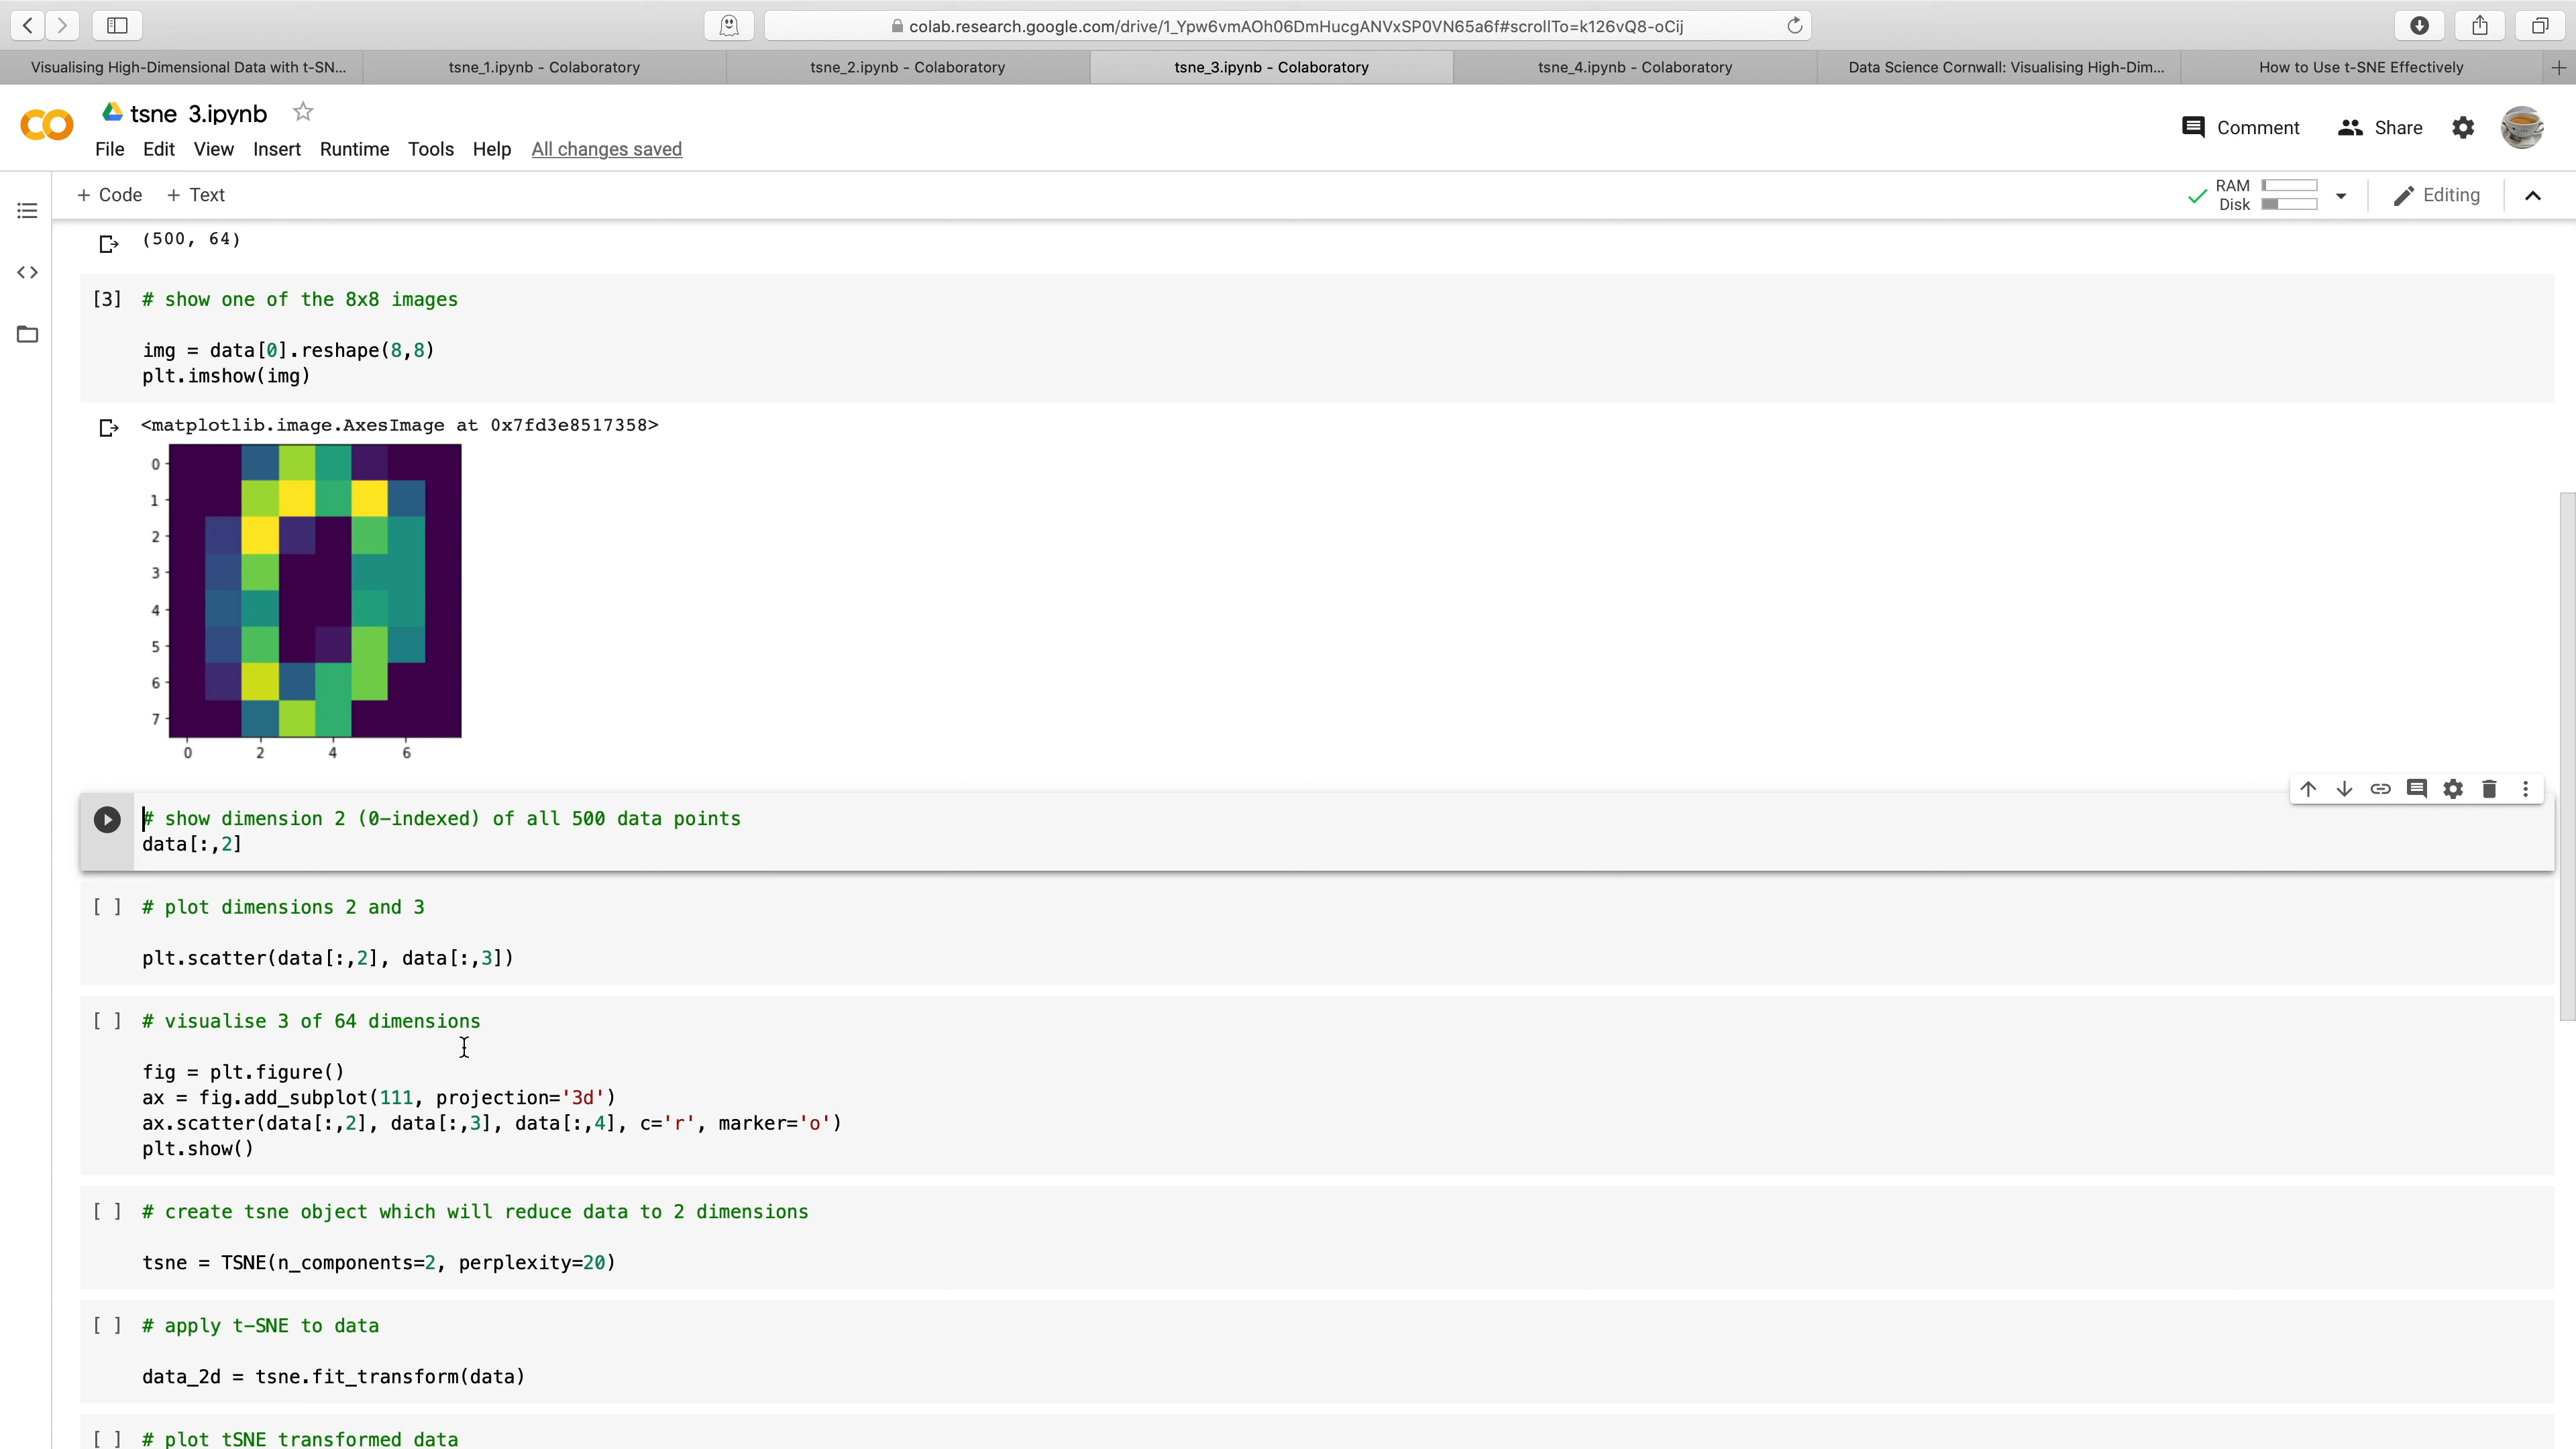 colab.research.google.com/drive/1_Ypw6vmAOh06DmHucgANVxSP0VN65a6f#scrollTo=k126vQ8-oCij
Visualising High-Dimensional Data with t-SN...
tsne_1.ipynb - Colaboratory
tsne_2.ipynb - Colaboratory
tsne_3.ipynb - Colaboratory
tsne_4.ipynb - Colaboratory
Data Science Cornwall: Visualising High-Dim...
How to Use t-SNE Effectively
tsne_3.ipynb
Comment
Share
File Edit View Insert Runtime Tools Help All changes saved
+ Code + Text
RAM
Disk
Editing
(500, 64)
[3] # show one of the 8x8 images
img = data[0].reshape(8,8)
plt.imshow(img)
<matplotlib.image.AxesImage at 0x7fd3e8517358>
0
1
2
3
4
5
6
7
0 2 4 6
# show dimension 2 (0-indexed) of all 500 data points
data[:,2]
[ ] # plot dimensions 2 and 3
plt.scatter(data[:,2], data[:,3])
[ ] # visualise 3 of 64 dimensions
fig = plt.figure()
ax = fig.add_subplot(111, projection='3d')
ax.scatter(data[:,2], data[:,3], data[:,4], c='r', marker='o')
plt.show()
[ ] # create tsne object which will reduce data to 2 dimensions
tsne = TSNE(n_components=2, perplexity=20)
[ ] # apply t-SNE to data
data_2d = tsne.fit_transform(data)
[ ] # plot tSNE transformed data